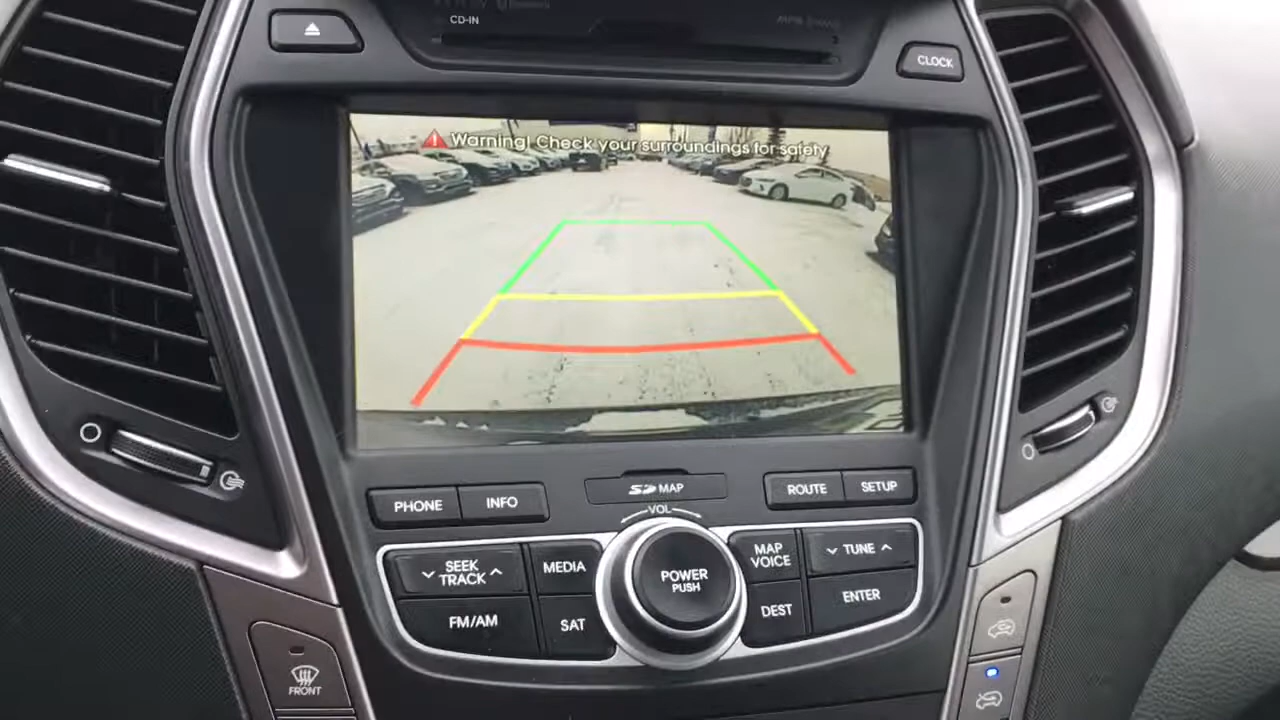 CD-IN
CLOCK
Warning! Check your surroundings for safety
PHONE
INFO
SD MAP
ROUTE
SETUP
VOL
SEEK
TRACK
MEDIA
POWER
PUSH
MAP
VOICE
TUNE
FM/AM
SAT
DEST
ENTER
FRONT